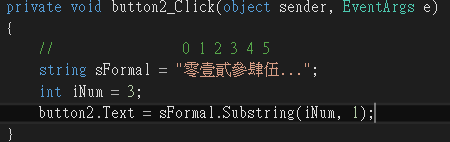 private void button2_Click(object sender, EventArgs e)
{
//              0 1 2 3 4 5
string sFormal = "零壹貳參肆伍...";
int iNum = 3;
button2.Text = sFormal.Substring(iNum, 1);
}